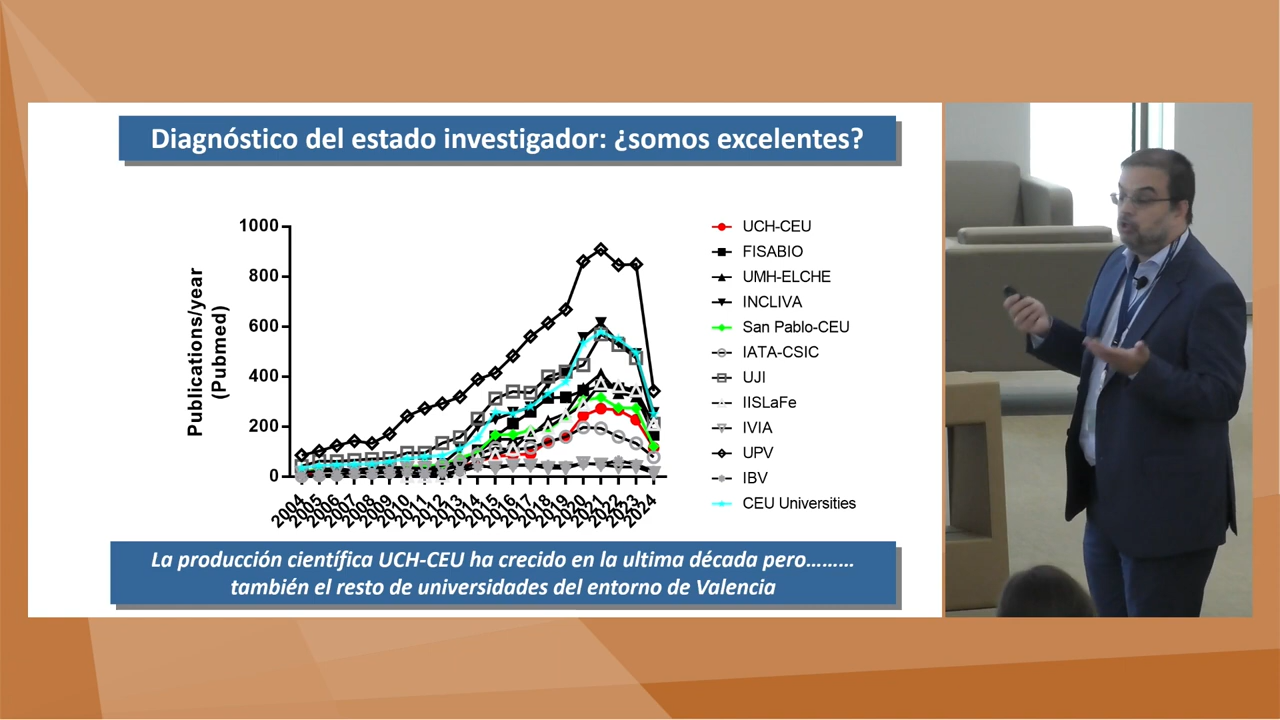 Diagnóstico del estado investigador: ¿somos excelentes?
1000
800
600
400
200
0
Publications/year
(Pubmed)
2004
2005
2006
2007
2008
2009
2010
2011
2012
2013
2014
2015
2016
2017
2018
2019
2020
2021
2022
2023
2024
UCH-CEU
FISABIO
UMH-ELCHE
INCLIVA
San Pablo-CEU
IATA-CSIC
UJI
IISLaFe
IVIA
UPV
IBV
CEU Universities
La producción científica UCH-CEU ha crecido en la ultima década pero.........
también el resto de universidades del entorno de Valencia